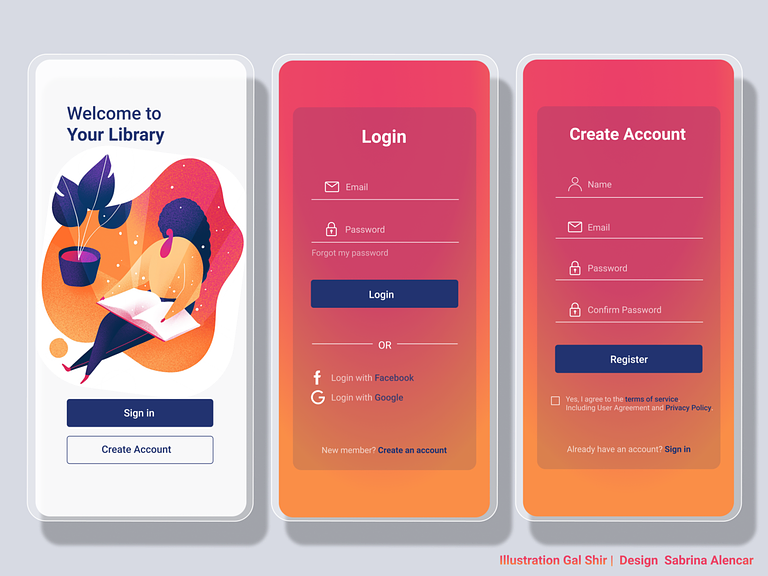 Welcome to
Your Library
Sign in
Create Account
Login
Email
Password
Forgot my password
Login
OR
Login with Facebook
Login with Google
New member? Create an account
Create Account
Name
Email
Password
Confirm Password
Register
Yes, I agree to the terms of service.
Including User Agreement and Privacy Policy.
Already have an account? Sign in
Illustration Gal Shir | Design Sabrina Alencar